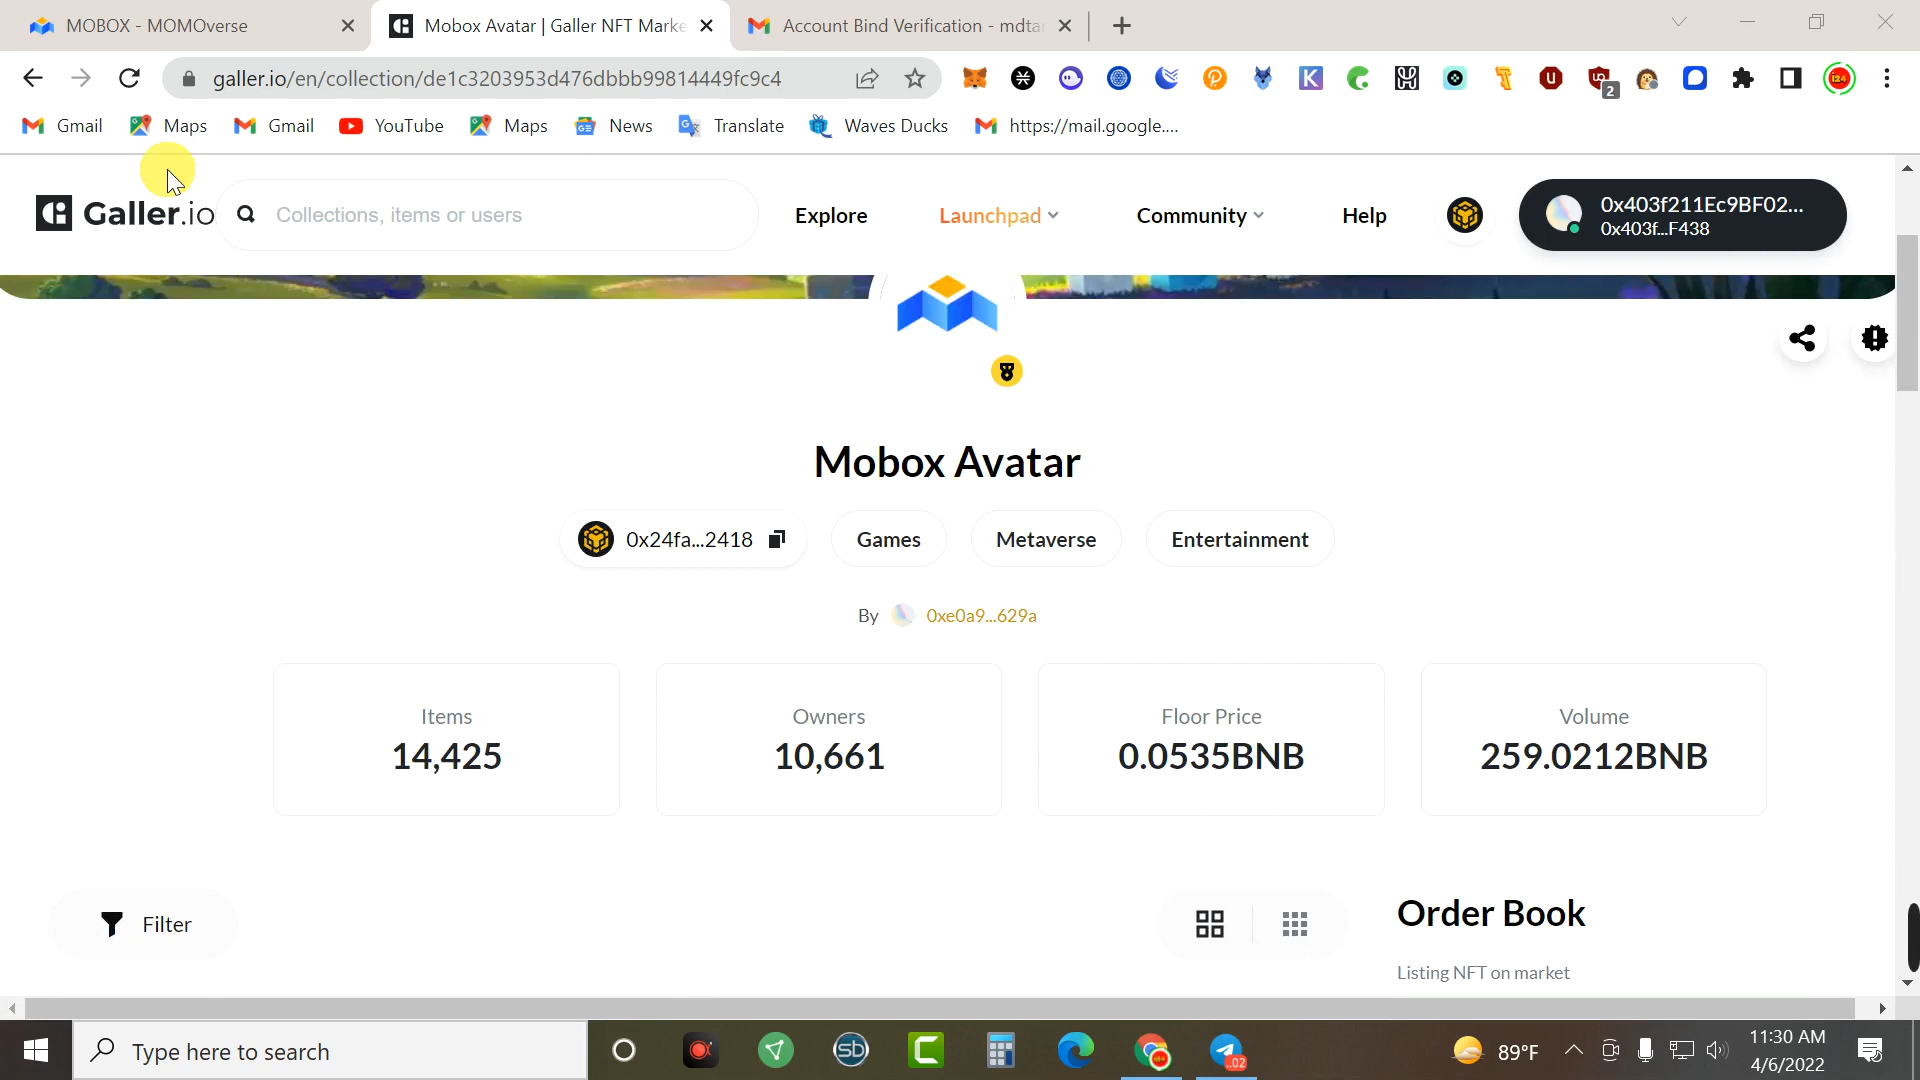 MOBOX - MOMOverse
Mobox Avatar | Galler NFT Marke
Account Bind Verification - mdta
galler.io/en/collection/de1c3203953d476dbbb99814449fc9c4
2
Gmail
Maps
Gmail
YouTube
Maps
News
Translate
Waves Ducks
https://mail.google....
Galler.io
Collections, items or users
Explore
Launchpad
Community
Help
0x403f211Ec9BF02...
0x403f...F438
Mobox Avatar
0x24fa...2418
Games
Metaverse
Entertainment
By
0xe0a9...629a
Items
14,425
Owners
10,661
Floor Price
0.0535BNB
Volume
259.0212BNB
Filter
Order Book
Listing NFT on market
Type here to search
sb
02
89°F
11:30 AM
4/6/2022